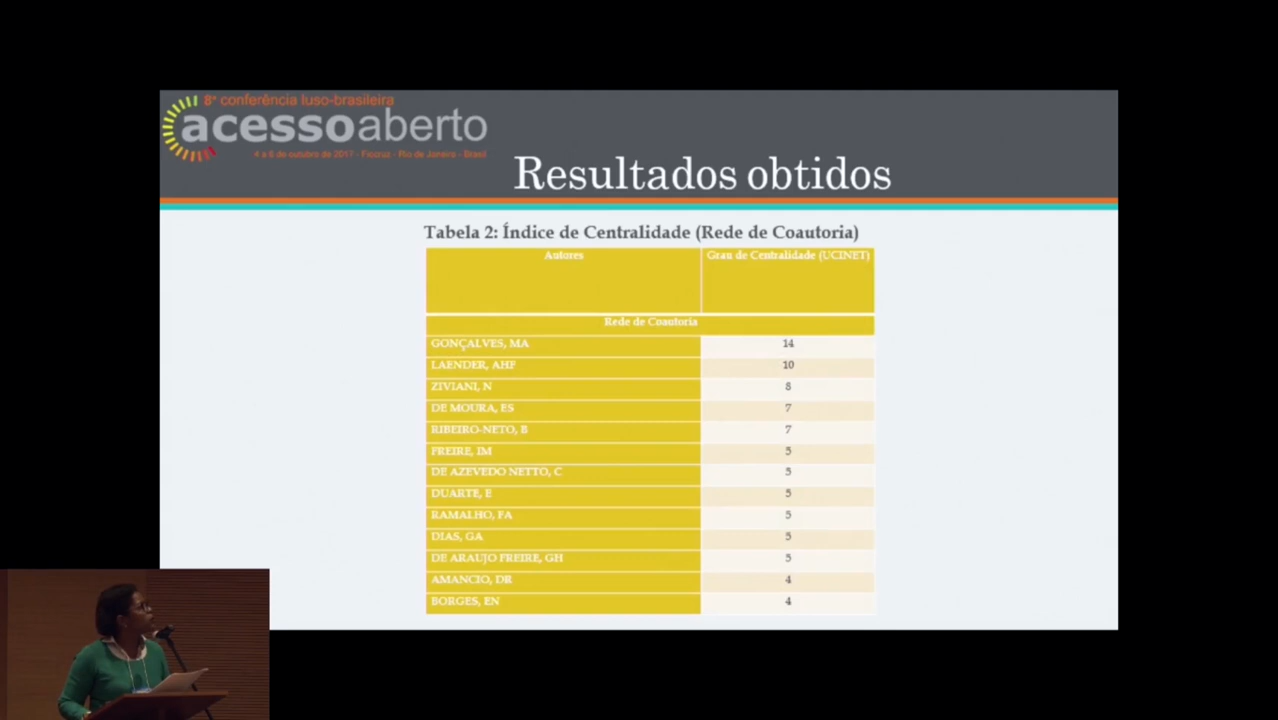 8ª conferência luso-brasileira
acessoaberto
4 a 6 de outubro de 2017 - Fiocruz - Rio de Janeiro - Brasil
Resultados obtidos
Tabela 2: Índice de Centralidade (Rede de Coautoria)
Autores Grau de Centralidade (UCINET)
Rede de Coautoria
GONÇALVES, MA 14
LAENDER, AHF 10
ZIVIANI, N 8
DE MOURA, ES 7
RIBEIRO-NETO, B 7
FREIRE, IM 5
DE AZEVEDO NETTO, C 5
DUARTE, E 5
RAMALHO, FA 5
DIAS, GA 5
DE ARAUJO FREIRE, GH 5
AMANCIO, DR 4
BORGES, EN 4